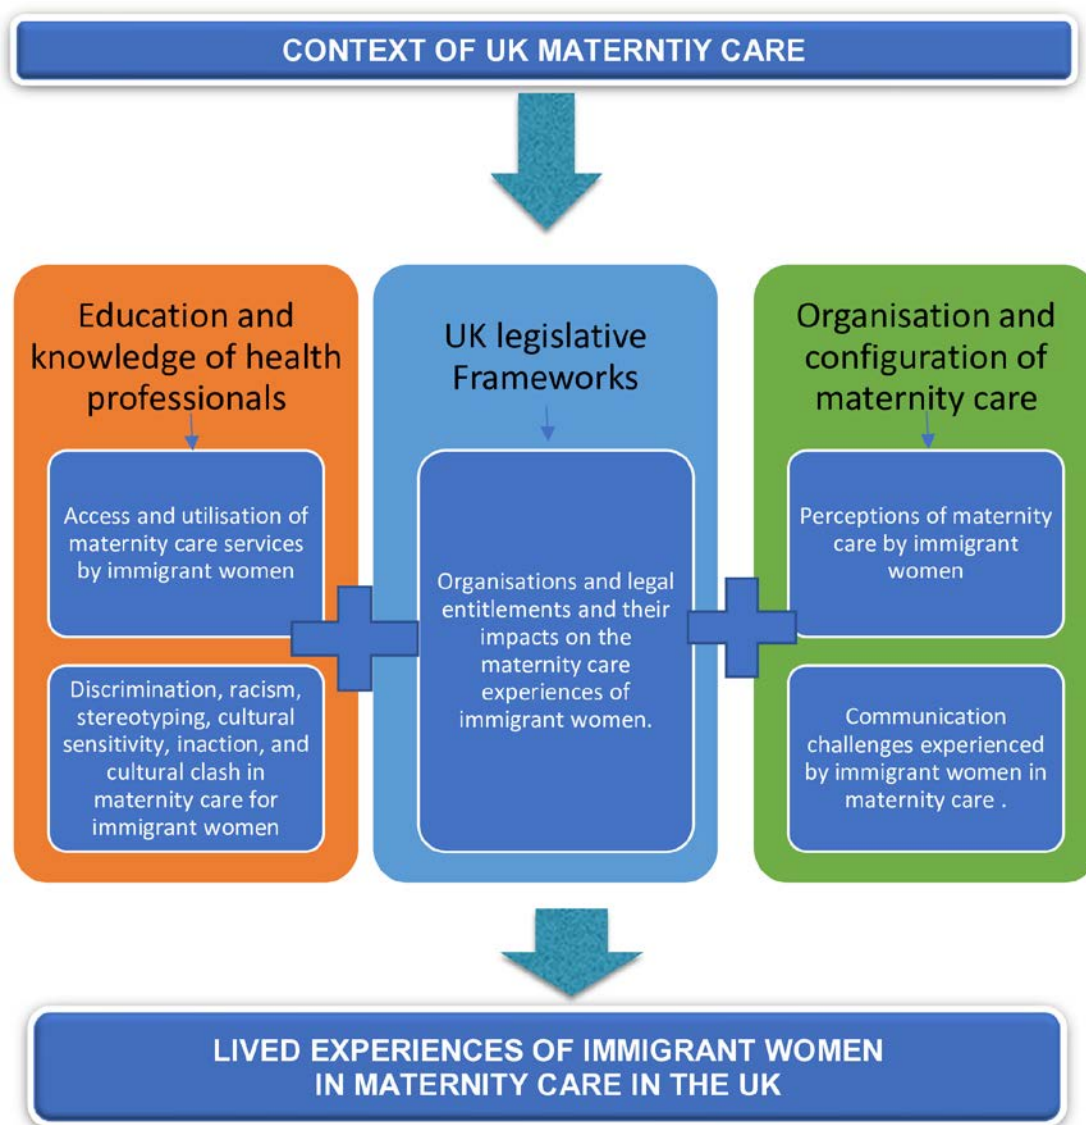 CONTEXT OF UK MATERNTIY CARE
Education and
knowledge of health
professionals
Access and utilisation of
maternity care services
by immigrant women
Discrimination, racism,
stereotyping, cultural
sensitivity, inaction, and
cultural clash in
maternity care for
immigrant women
UK legislative
Frameworks
Organisations and legal
entitlements and their
impacts on the
maternity care
experiences of
immigrant women.
Organisation and
configuration of
maternity care
Perceptions of maternity
care by immigrant
women
Communication
challenges experienced
by immigrant women in
maternity care .
LIVED EXPERIENCES OF IMMIGRANT WOMEN
IN MATERNITY CARE IN THE UK